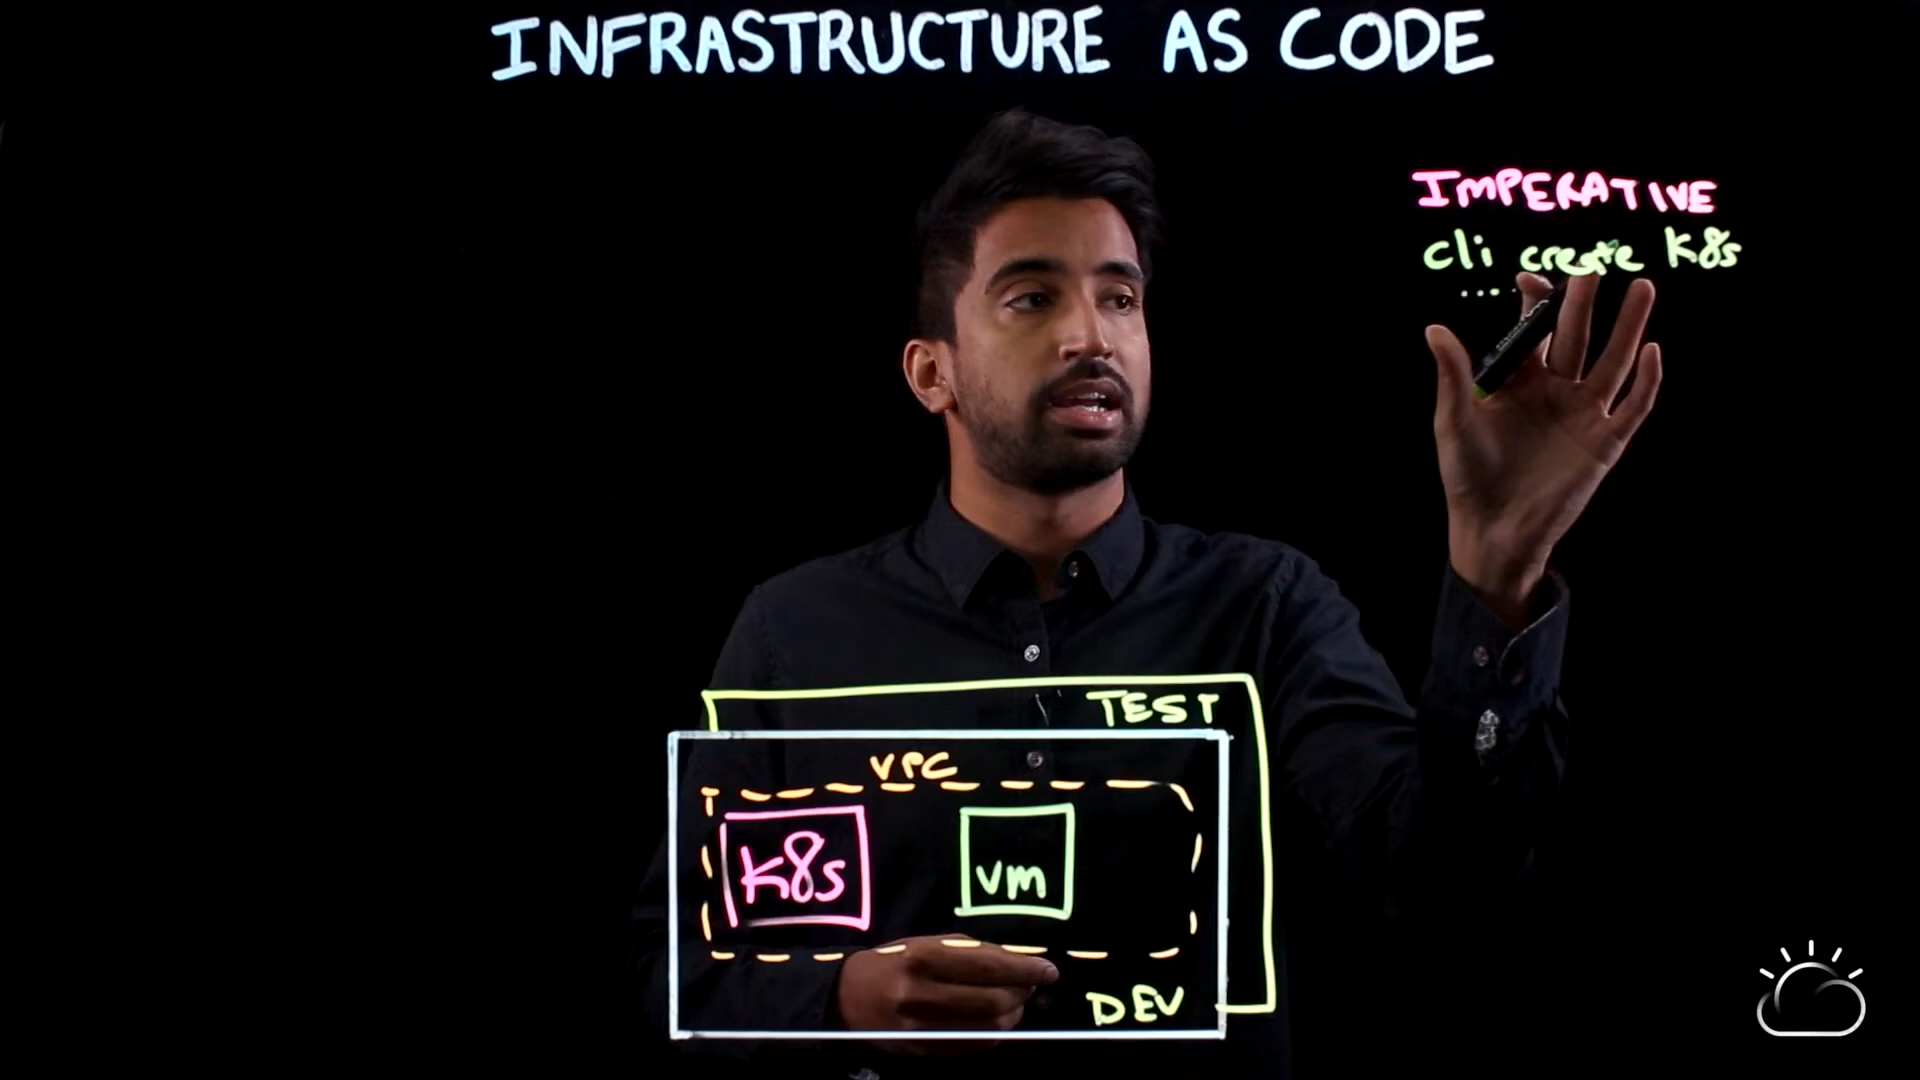 INFRASTRUCTURE AS CODE
IMPERATIVE
cli create k8s
....
TEST
VPC
k8s
vm
DEV